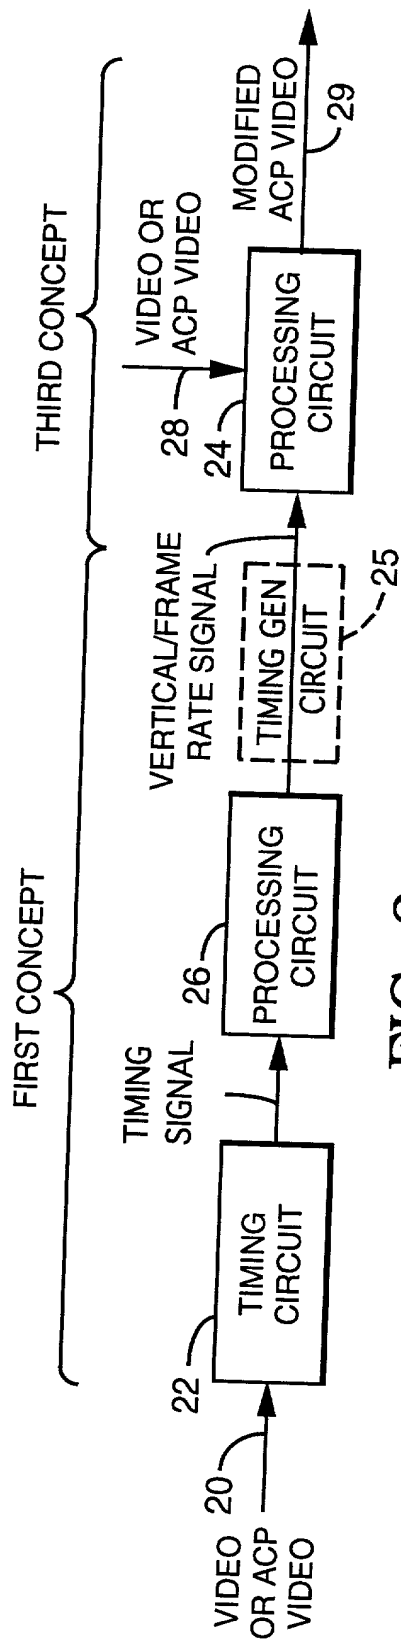 FIRST CONCEPT
THIRD CONCEPT
VIDEO
OR ACP
VIDEO
20
22
TIMING
CIRCUIT
TIMING
SIGNAL
26
PROCESSING
CIRCUIT
VERTICAL/FRAME
RATE SIGNAL
TIMING GEN
CIRCUIT
25
24
PROCESSING
CIRCUIT
28
VIDEO OR
ACP VIDEO
MODIFIED
ACP VIDEO
29
FIG.